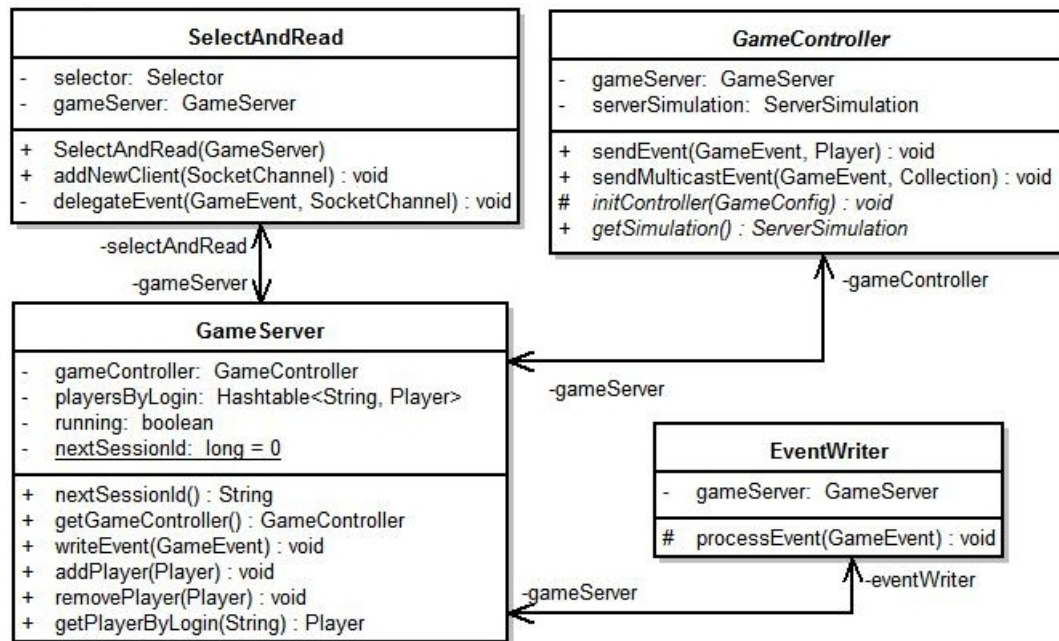 SelectAndRead
- selector: Selector
- gameServer: GameServer
+ SelectAndRead(GameServer)
+ addNewClient(SocketChannel) : void
- delegateEvent(GameEvent, SocketChannel) : void
GameController
- gameServer: GameServer
- serverSimulation: ServerSimulation
+ sendEvent(GameEvent, Player) : void
+ sendMulticastEvent(GameEvent, Collection) : void
# initController(GameConfig) : void
+ getSimulation() : ServerSimulation
-selectAndRead
-gameServer
-gameController
-gameServer
GameServer
- gameController: GameController
- playersByLogin: Hashtable<String, Player>
- running: boolean
- nextSessionId: long = 0
+ nextSessionId() : String
+ getGameController() : GameController
+ writeEvent(GameEvent) : void
+ addPlayer(Player) : void
+ removePlayer(Player) : void
+ getPlayerByLogin(String) : Player
EventWriter
- gameServer: GameServer
# processEvent(GameEvent) : void
-eventWriter
-gameServer